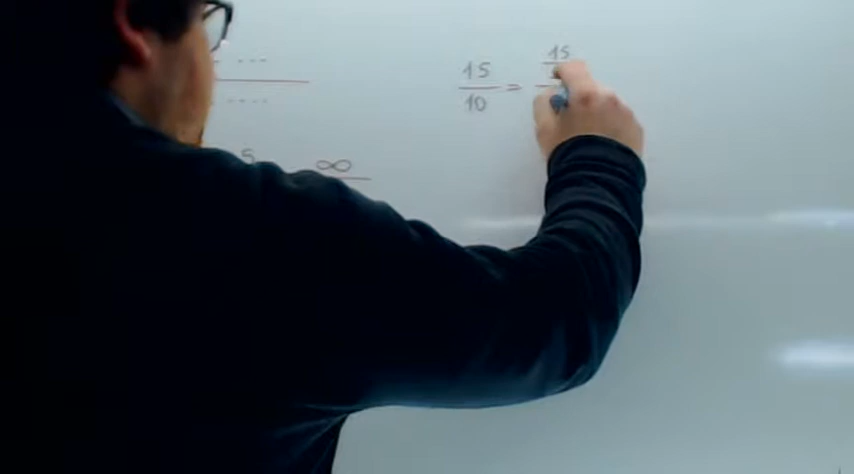 ... 15
... 10 = 15
5 ∞